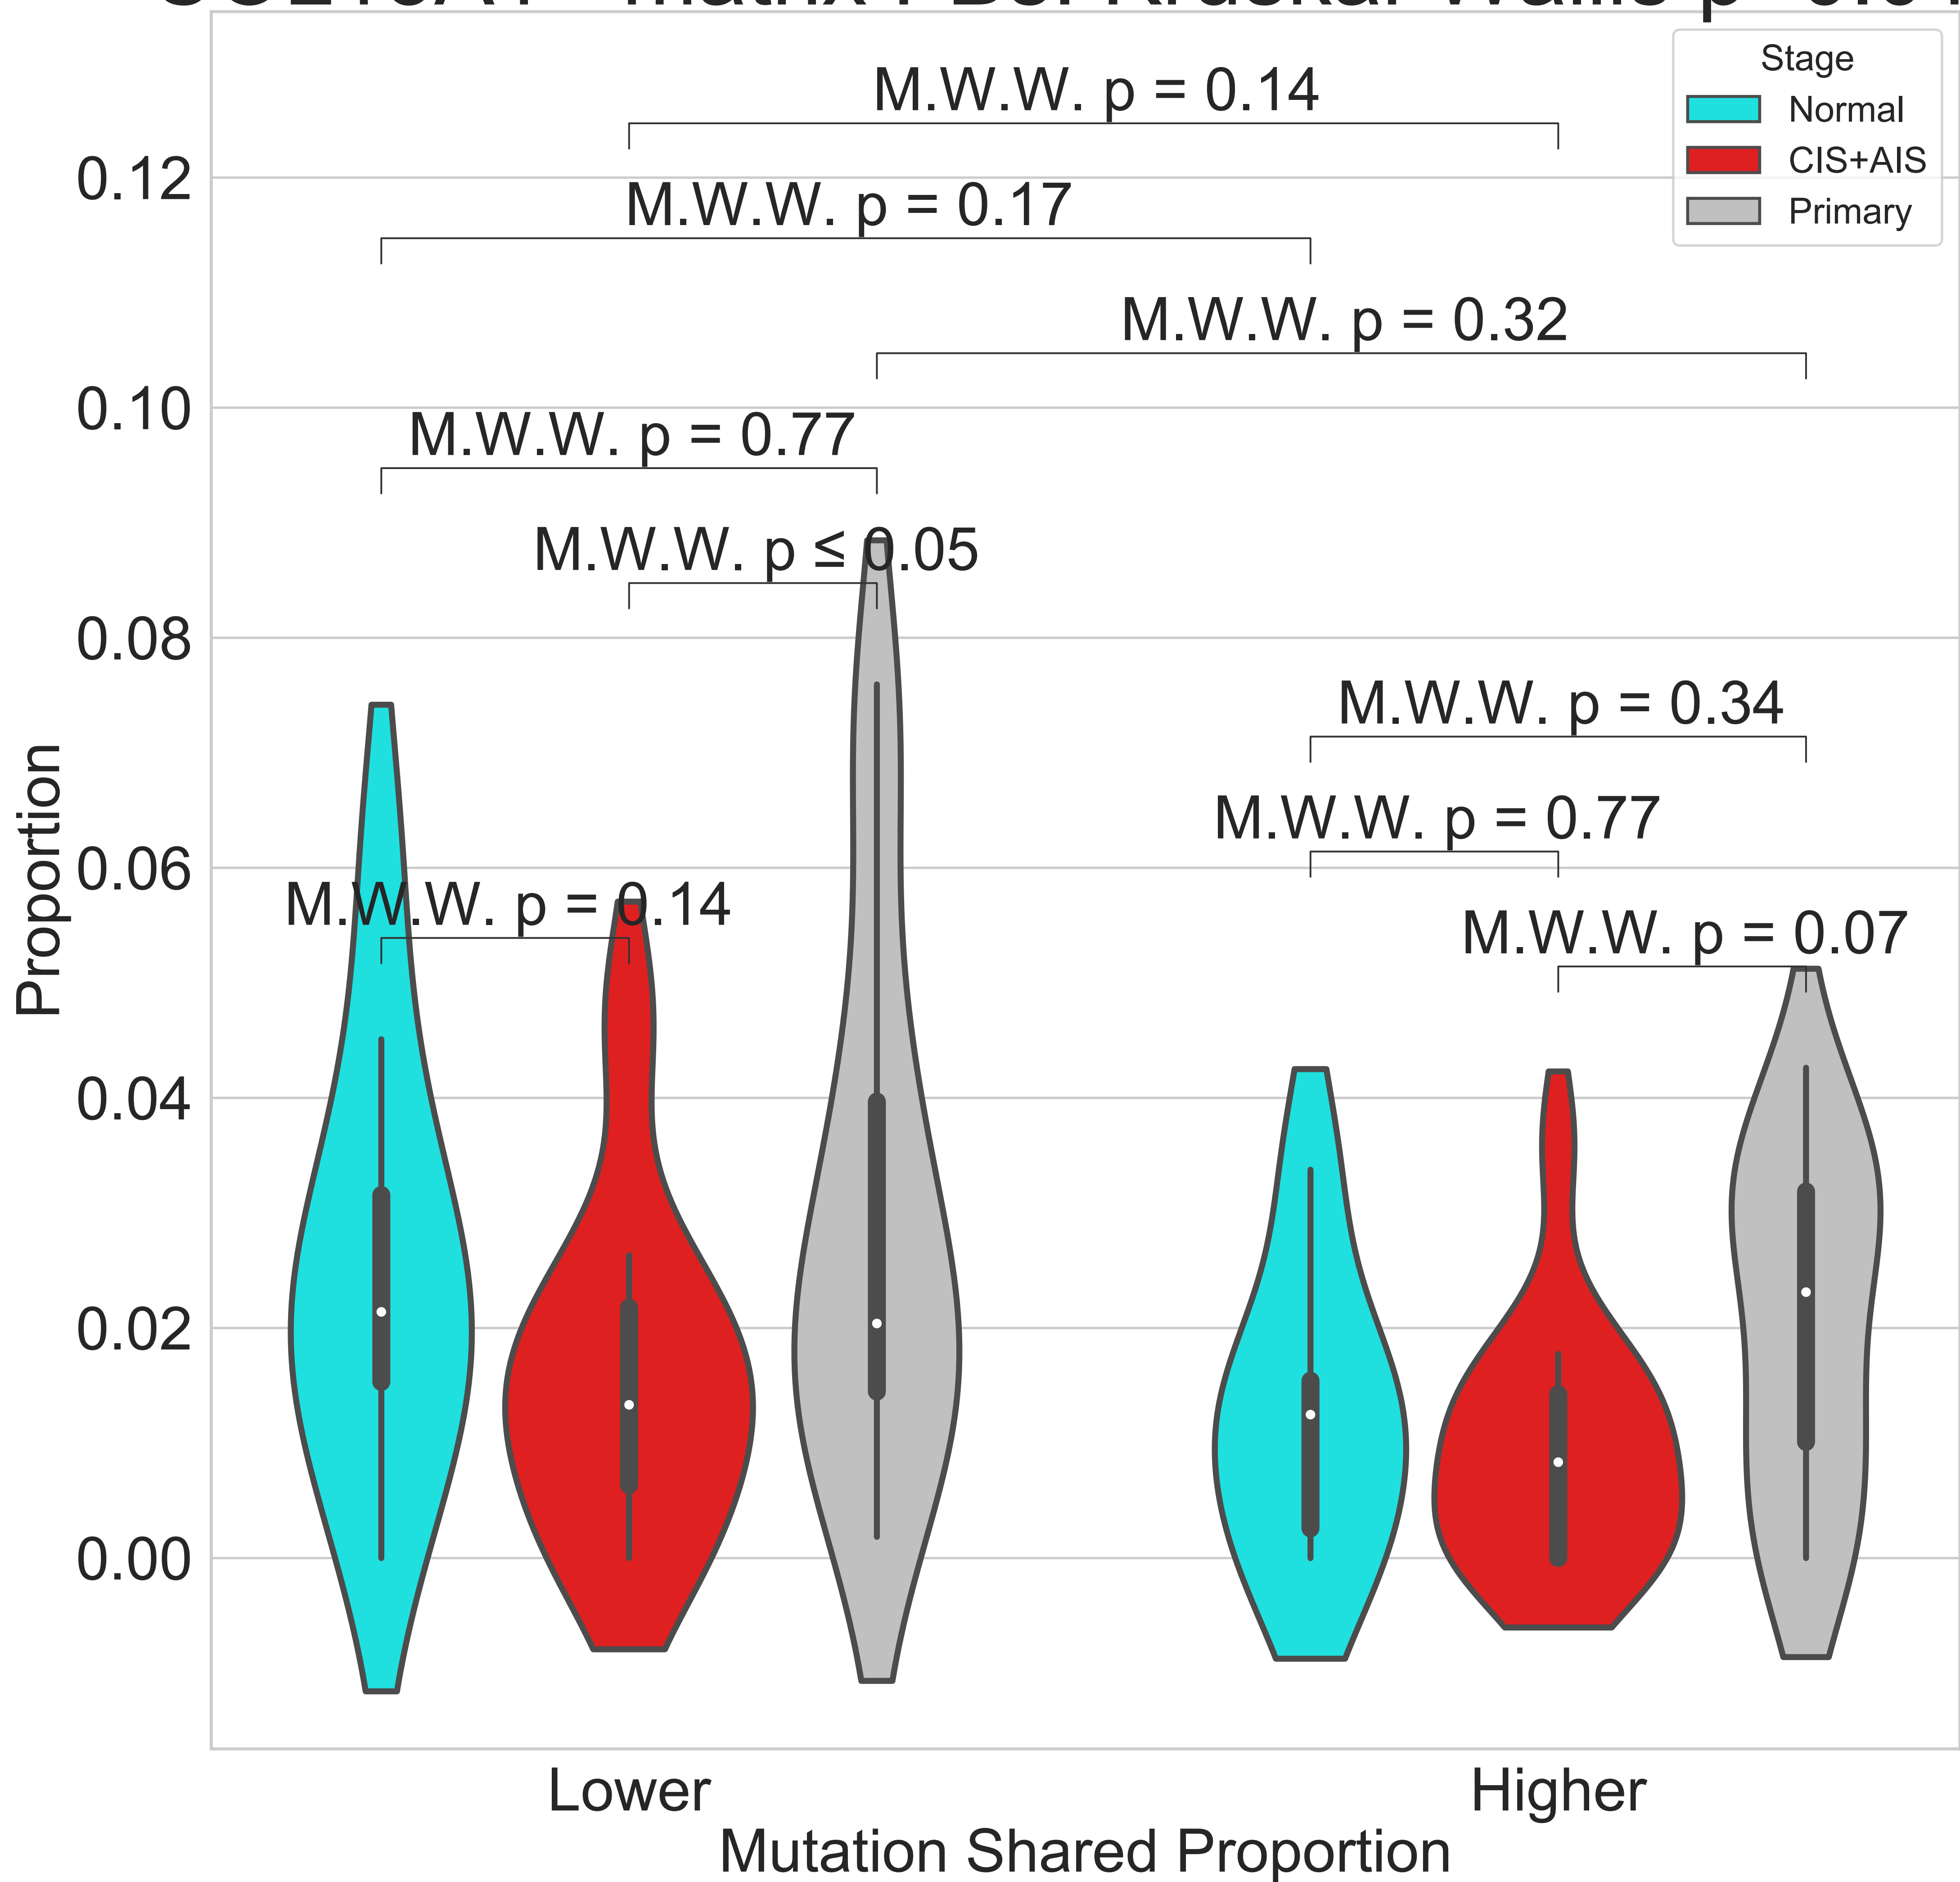 M.W.W. p = 0.14
Stage
Normal
CIS+AIS
Primary
M.W.W. p = 0.17
M.W.W. p = 0.32
M.W.W. p = 0.77
M.W.W. p ≤ 0.05
M.W.W. p = 0.34
M.W.W. p = 0.77
M.W.W. p = 0.14
M.W.W. p = 0.07
0.12
0.10
0.08
0.06
0.04
0.02
0.00
Proportion
Lower
Higher
Mutation Shared Proportion